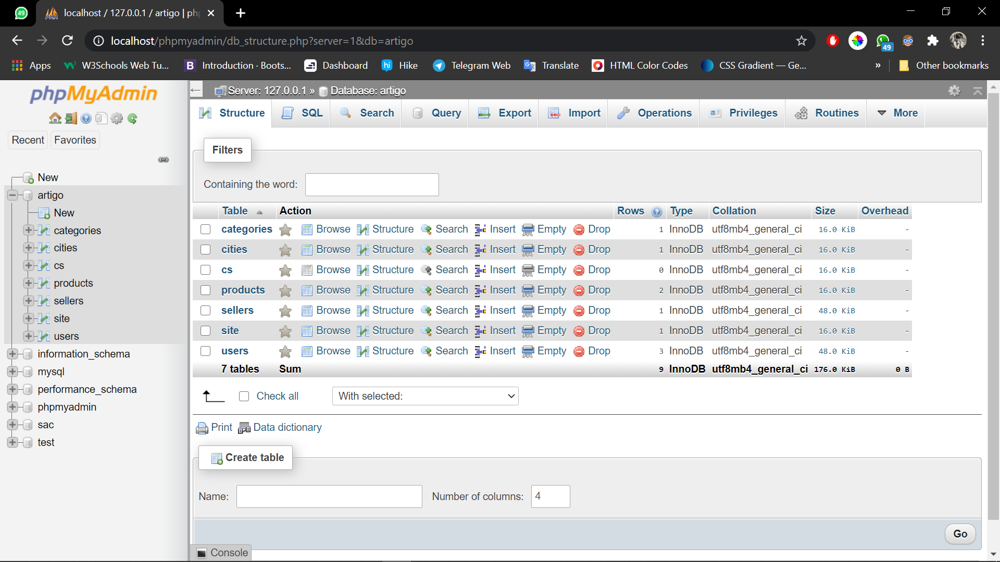 49
localhost / 127.0.0.1 / artigo | ph
localhost/phpmyadmin/db_structure.php?server=1&db=artigo
49
Apps
W3Schools Web Tu...
B Introduction · Boots...
Dashboard
hi Hike
Telegram Web
Translate
HTML Color Codes
CSS Gradient — Ge...
»
Other bookmarks
phpMyAdmin
Recent
Favorites
New
artigo
New
categories
cities
cs
products
sellers
site
users
information_schema
mysql
performance_schema
phpmyadmin
sac
test
Server: 127.0.0.1 » Database: artigo
Structure SQL Search Query Export Import Operations Privileges Routines More
Filters
Containing the word:
Table Action Rows Type Collation Size Overhead
categories Browse Structure Search Insert Empty Drop 1 InnoDB utf8mb4_general_ci 16.0 KiB -
cities Browse Structure Search Insert Empty Drop 1 InnoDB utf8mb4_general_ci 16.0 KiB -
cs Browse Structure Search Insert Empty Drop 0 InnoDB utf8mb4_general_ci 16.0 KiB -
products Browse Structure Search Insert Empty Drop 2 InnoDB utf8mb4_general_ci 16.0 KiB -
sellers Browse Structure Search Insert Empty Drop 1 InnoDB utf8mb4_general_ci 48.0 KiB -
site Browse Structure Search Insert Empty Drop 1 InnoDB utf8mb4_general_ci 16.0 KiB -
users Browse Structure Search Insert Empty Drop 3 InnoDB utf8mb4_general_ci 48.0 KiB -
7 tables Sum 9 InnoDB utf8mb4_general_ci 176.0 KiB 0 B
Check all
With selected:
Print Data dictionary
Create table
Name:
Number of columns: 4
Go
Console